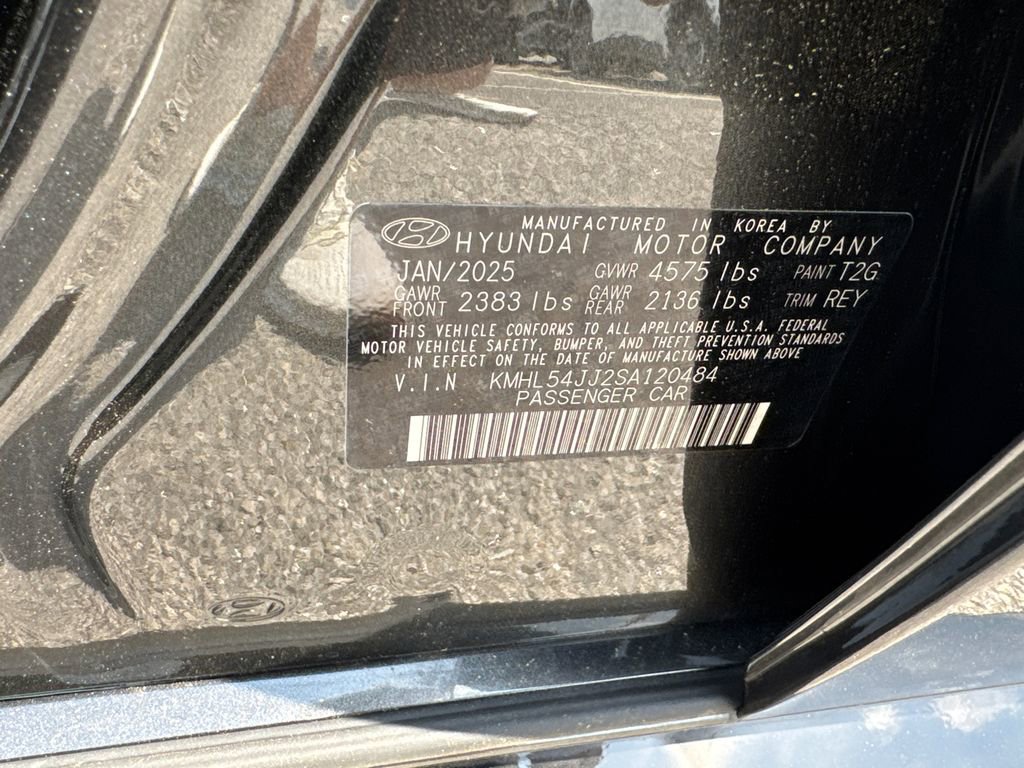 MANUFACTURED IN KOREA BY
HYUNDAI MOTOR COMPANY
JAN/2025 GVWR 4575 lbs PAINT T2G
GAWR FRONT 2383 lbs GAWR REAR 2136 lbs TRIM REY
THIS VEHICLE CONFORMS TO ALL APPLICABLE U.S.A. FEDERAL
MOTOR VEHICLE SAFETY, BUMPER, AND THEFT PREVENTION STANDARDS
IN EFFECT ON THE DATE OF MANUFACTURE SHOWN ABOVE
V.I.N KMHL54JJ2SA120484
PASSENGER CAR